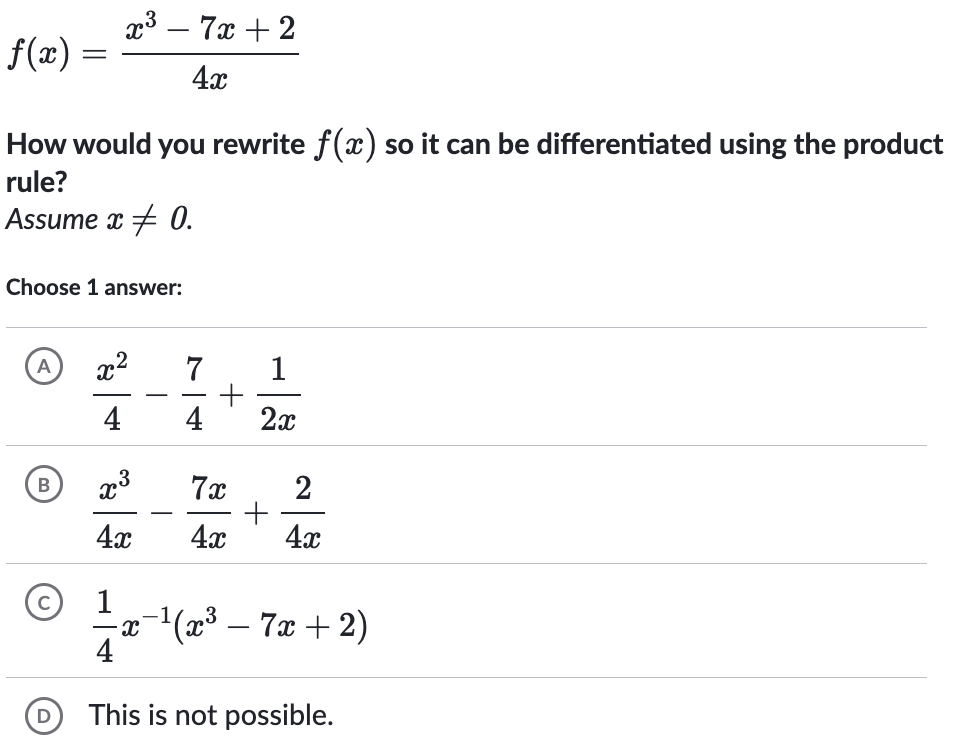 f(x) = \frac{x^3 - 7x + 2}{4x}
How would you rewrite f(x) so it can be differentiated using the product
rule?
Assume x ≠ 0.
Choose 1 answer:
A \frac{x^2}{4} - \frac{7}{4} + \frac{1}{2x}
B \frac{x^3}{4x} - \frac{7x}{4x} + \frac{2}{4x}
C \frac{1}{4}x^{-1}(x^3 - 7x + 2)
D This is not possible.